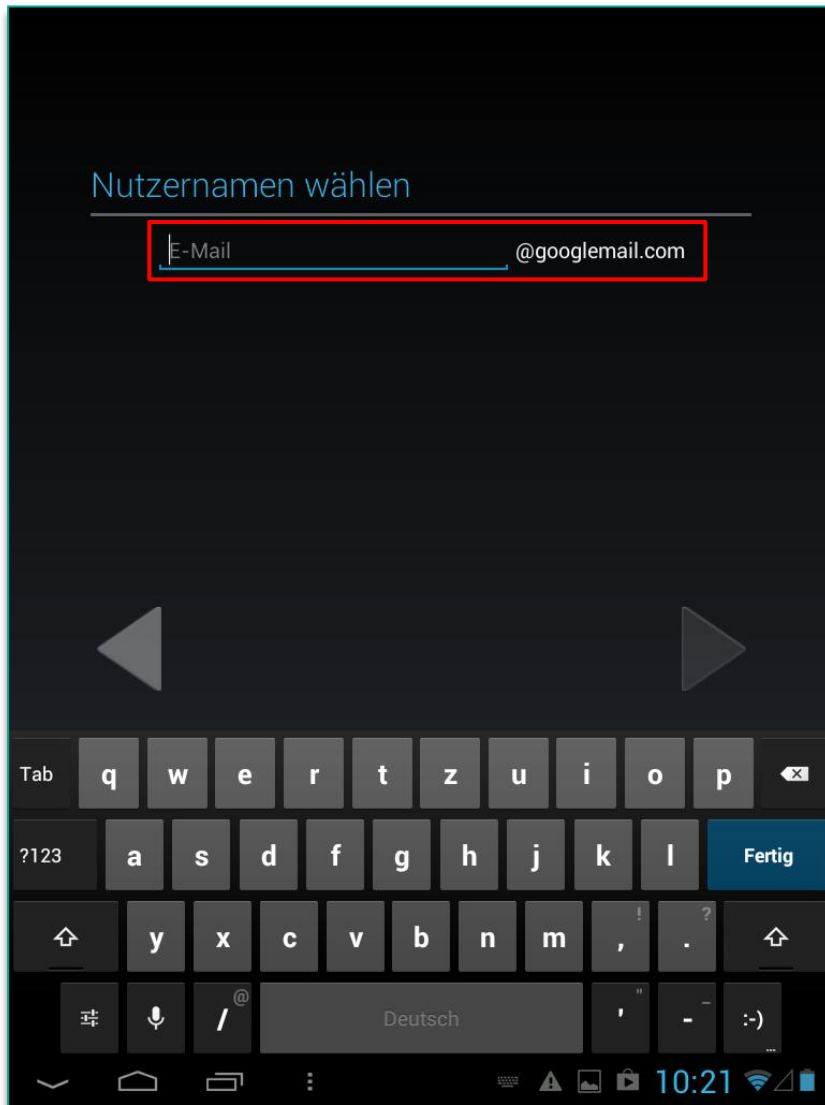 Nutzernamen wählen
E-Mail @googlemail.com
Tab q w e r t z u i o p
?123 a s d f g h j k l Fertig
y x c v b n m , ! . ?
/ @ Deutsch ' " - _ :-) ...
10:21